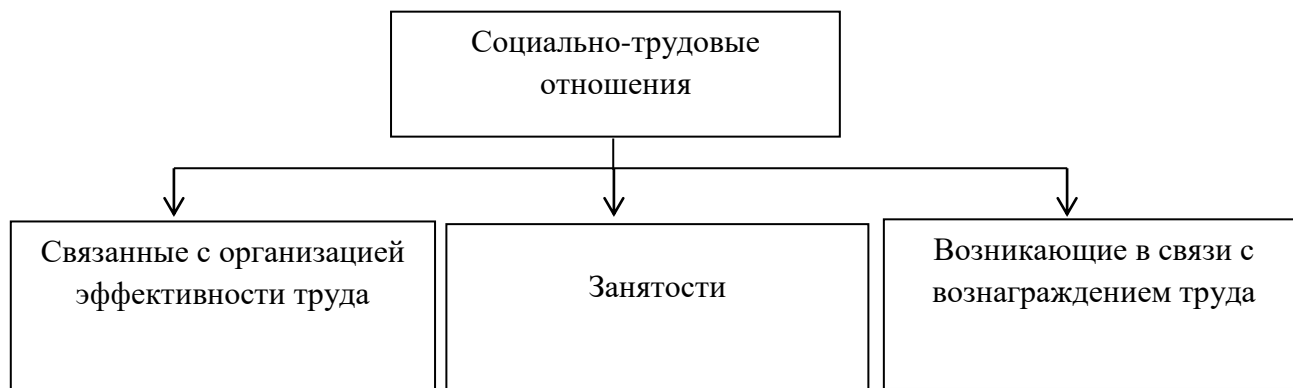 Социально-трудовые
отношения
Связанные с организацией
эффективности труда
Занятости
Возникающие в связи с
вознаграждением труда